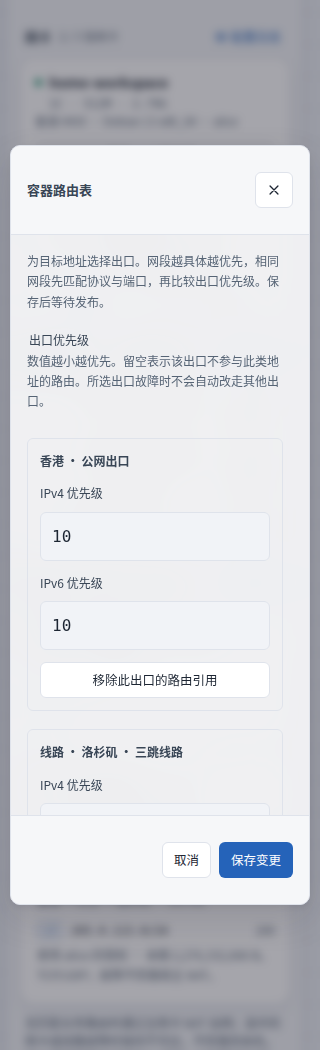 容器路由表
为目标地址选择出口。网段越具体越优先，相同
网段先匹配协议与端口，再比较出口优先级。保
存后等待发布。
出口优先级
数值越小越优先。留空表示该出口不参与此类地
址的路由。所选出口故障时不会自动改走其他出
口。
香港 · 公网出口
IPv4 优先级
10
IPv6 优先级
10
移除此出口的路由引用
线路 · 洛杉矶 · 三跳线路
IPv4 优先级
取消
保存变更